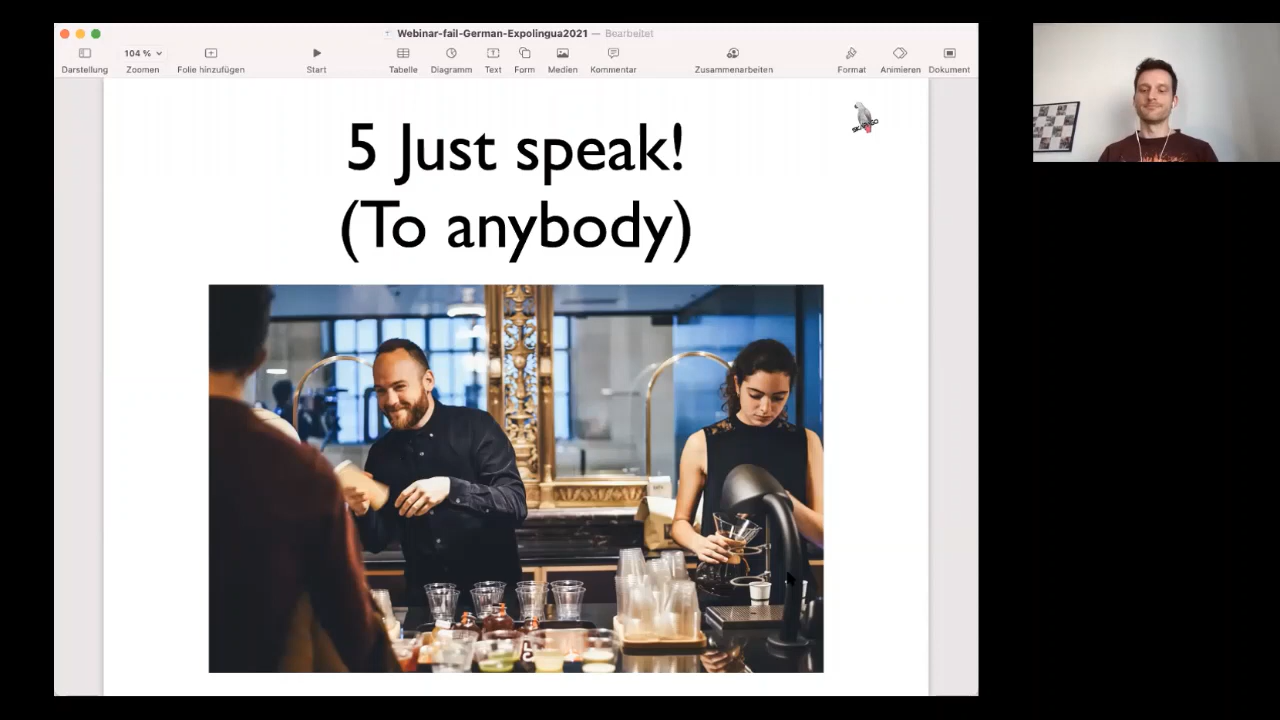 Webinar-fail-German-Expolingua2021 — Bearbeitet
104 %
Darstellung
Zoomen
Folie hinzufügen
Start
Tabelle
Diagramm
Text
Form
Medien
Kommentar
Zusammenarbeiten
Format
Animieren
Dokument
5 Just speak!
(To anybody)